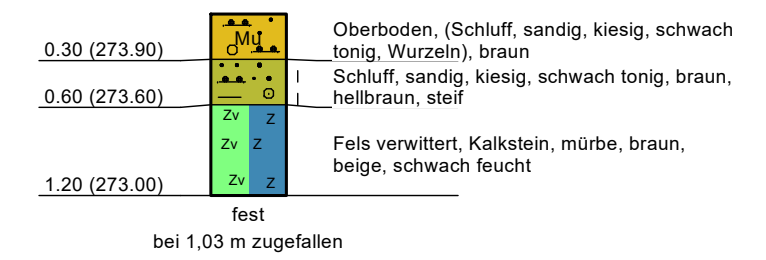 Oberboden, (Schluff, sandig, kiesig, schwach
tonig, Wurzeln), braun
Mu
0.30 (273.90)
Schluff, sandig, kiesig, schwach tonig, braun,
hellbraun, steif
0.60 (273.60)
Zv Z
Zv Z
Fels verwittert, Kalkstein, mürbe, braun,
beige, schwach feucht
Zv Z
1.20 (273.00)
fest
bei 1,03 m zugefallen